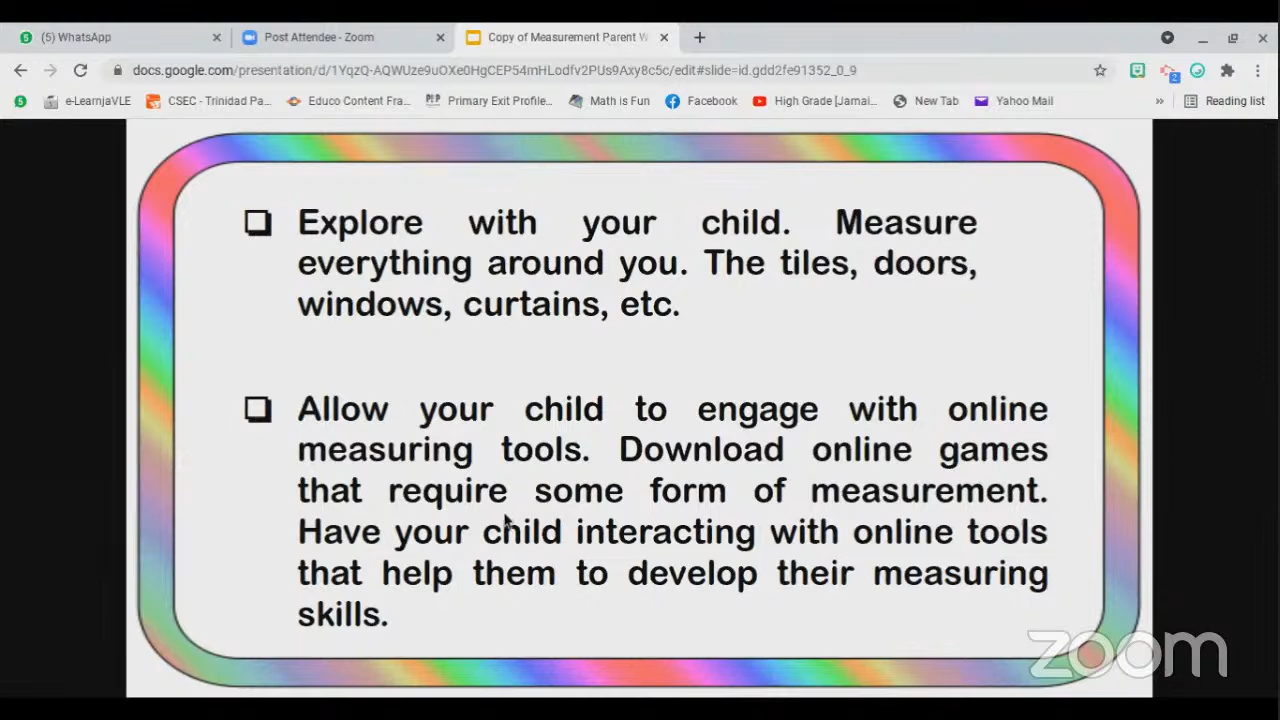 (5) WhatsApp
Post Attendee - Zoom
Copy of Measurement Parent W
docs.google.com/presentation/d/1YqzQ-AQWUze9uOXe0HgCEP54mHLodfv2PUs9Axy8c5c/edit#slide=id.gdd2fe91352_0_9
e-LearnjaVLE
CSEC - Trinidad Pa...
Educo Content Fra...
Primary Exit Profile...
Math is Fun
Facebook
High Grade [Jamai...
New Tab
Yahoo Mail
Reading list
Explore with your child. Measure
everything around you. The tiles, doors,
windows, curtains, etc.
Allow your child to engage with online
measuring tools. Download online games
that require some form of measurement.
Have your child interacting with online tools
that help them to develop their measuring
skills.
zoom